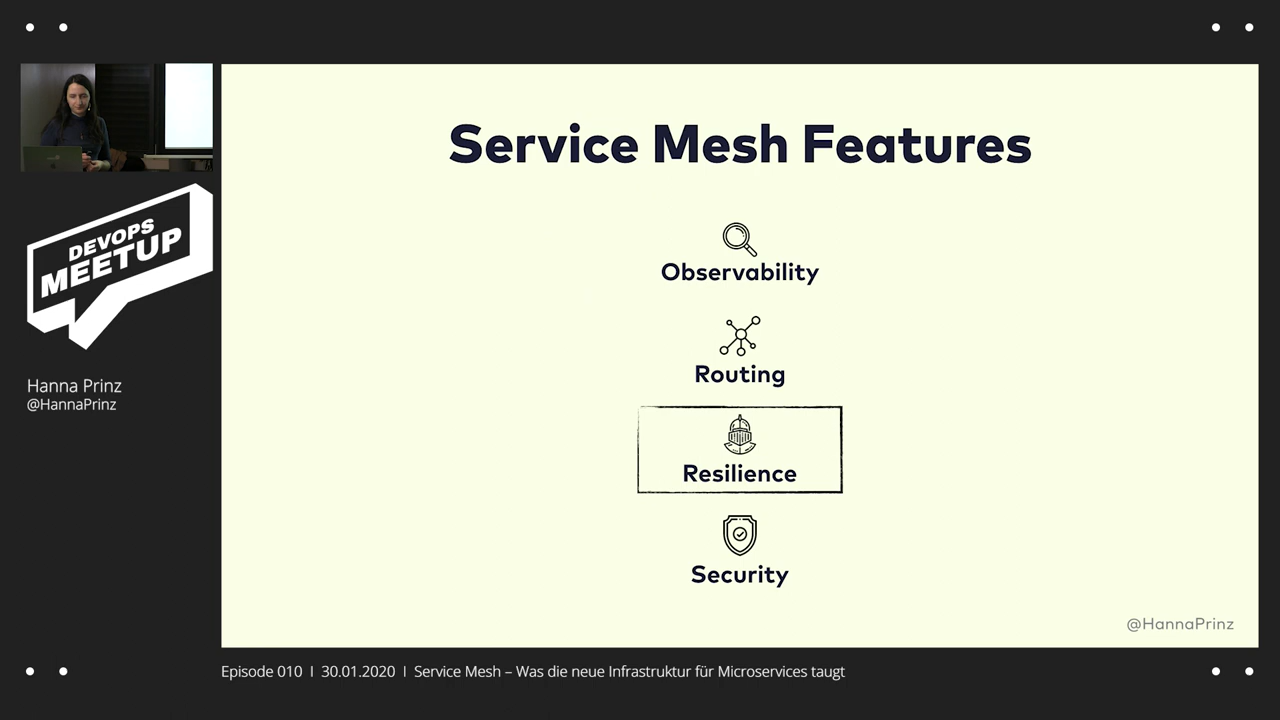 Service Mesh Features
Observability
Routing
Resilience
Security
@HannaPrinz
DEVOPS
MEETUP
Hanna Prinz
@HannaPrinz
Episode 010 I 30.01.2020 I Service Mesh – Was die neue Infrastruktur für Microservices taugt